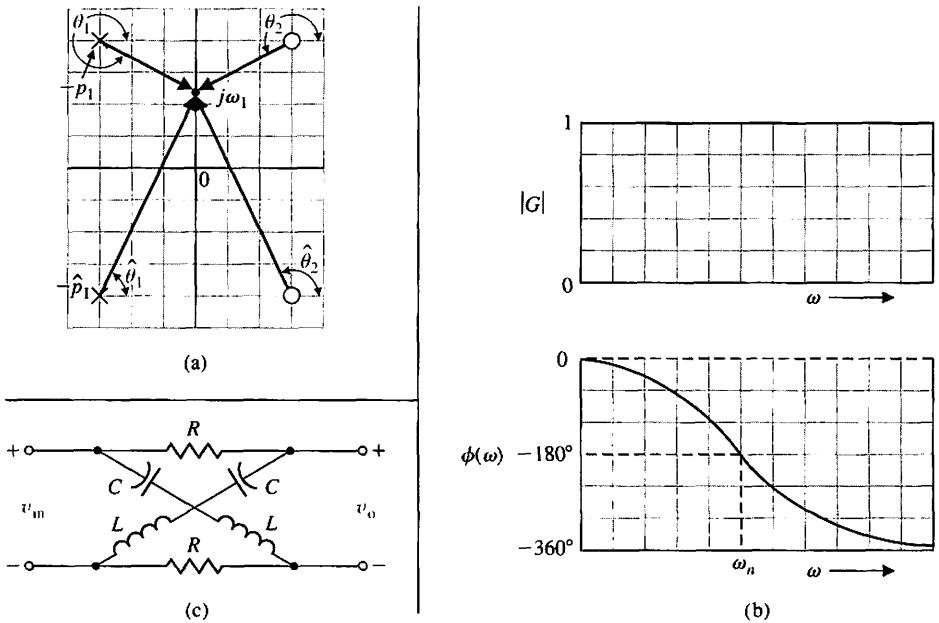 θ1
θ2
−p1
jω1
0
−p̂1
θ̂1
θ̂2
(a)
1
|G|
0
ω
0
ϕ(ω)
−180°
−360°
ωn
ω
(b)
R
+
+
C
C
vin
vo
L
L
R
−
−
(c)